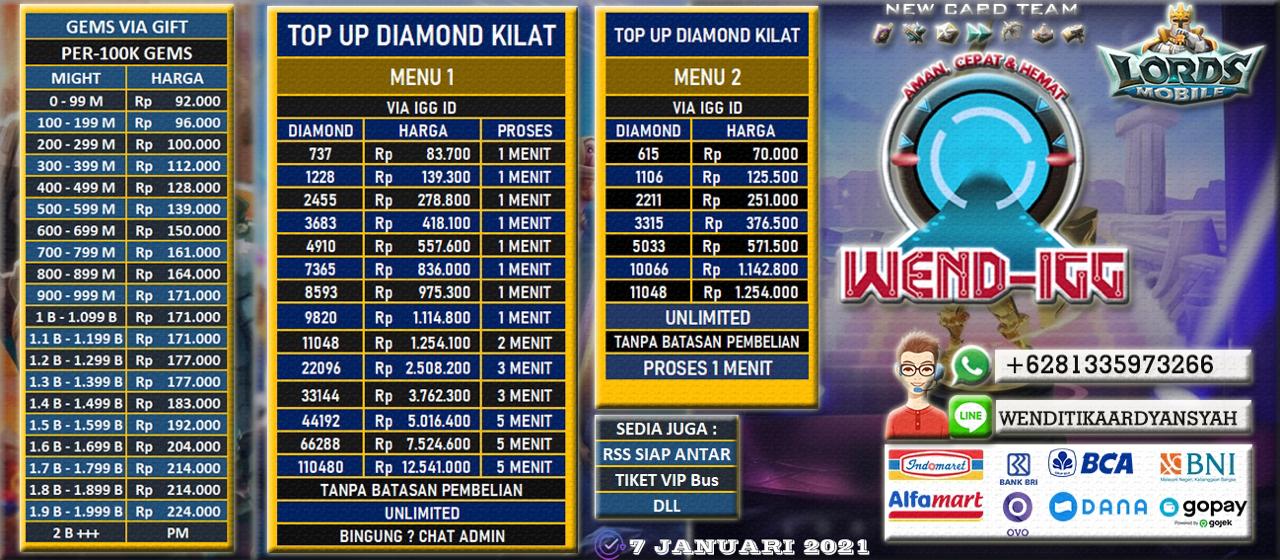 GEMS VIA GIFT
PER-100K GEMS
MIGHT HARGA
0 - 99 M Rp 92.000
100 - 199 M Rp 96.000
200 - 299 M Rp 100.000
300 - 399 M Rp 112.000
400 - 499 M Rp 128.000
500 - 599 M Rp 139.000
600 - 699 M Rp 150.000
700 - 799 M Rp 161.000
800 - 899 M Rp 164.000
900 - 999 M Rp 171.000
1 B - 1.099 B Rp 171.000
1.1 B - 1.199 B Rp 171.000
1.2 B - 1.299 B Rp 177.000
1.3 B - 1.399 B Rp 177.000
1.4 B - 1.499 B Rp 183.000
1.5 B - 1.599 B Rp 192.000
1.6 B - 1.699 B Rp 204.000
1.7 B - 1.799 B Rp 214.000
1.8 B - 1.899 B Rp 214.000
1.9 B - 1.999 B Rp 224.000
2 B +++ PM
TOP UP DIAMOND KILAT
MENU 1
VIA IGG ID
DIAMOND HARGA PROSES
737 Rp 83.700 1 MENIT
1228 Rp 139.300 1 MENIT
2455 Rp 278.800 1 MENIT
3683 Rp 418.100 1 MENIT
4910 Rp 557.600 1 MENIT
7365 Rp 836.000 1 MENIT
8593 Rp 975.300 1 MENIT
9820 Rp 1.114.800 1 MENIT
11048 Rp 1.254.100 2 MENIT
22096 Rp 2.508.200 3 MENIT
33144 Rp 3.762.300 3 MENIT
44192 Rp 5.016.400 5 MENIT
66288 Rp 7.524.600 5 MENIT
110480 Rp 12.541.000 5 MENIT
TANPA BATASAN PEMBELIAN
UNLIMITED
BINGUNG ? CHAT ADMIN
TOP UP DIAMOND KILAT
MENU 2
VIA IGG ID
DIAMOND HARGA
615 Rp 70.000
1106 Rp 125.500
2211 Rp 251.000
3315 Rp 376.500
5033 Rp 571.500
10066 Rp 1.142.800
11048 Rp 1.254.000
UNLIMITED
TANPA BATASAN PEMBELIAN
PROSES 1 MENIT
SEDIA JUGA :
RSS SIAP ANTAR
TIKET VIP Bus
DLL
7 JANUARI 2021
NEW CARD TEAM
AMAN, CEPAT & HEMAT
WEND-IGG
LORDS
MOBILE
+6281335973266
LINE WENDITIKAARDYANSYAH
Indomaret BANK BRI BCA BNI
Alfamart OVO DANA gopay
Powered by gojek